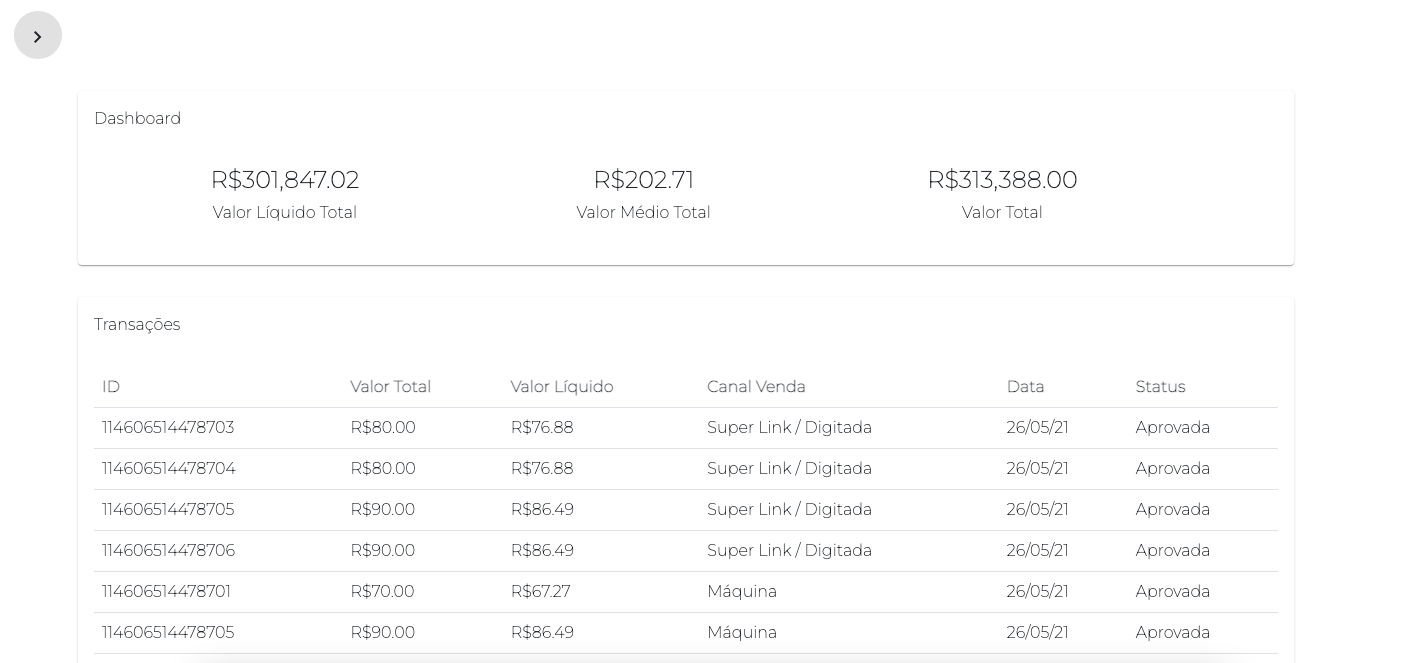 Dashboard
R$301,847.02 R$202.71 R$313,388.00
Valor Líquido Total Valor Médio Total Valor Total
Transações
ID Valor Total Valor Líquido Canal Venda Data Status
114606514478703 R$80.00 R$76.88 Super Link / Digitada 26/05/21 Aprovada
114606514478704 R$80.00 R$76.88 Super Link / Digitada 26/05/21 Aprovada
114606514478705 R$90.00 R$86.49 Super Link / Digitada 26/05/21 Aprovada
114606514478706 R$90.00 R$86.49 Super Link / Digitada 26/05/21 Aprovada
114606514478701 R$70.00 R$67.27 Máquina 26/05/21 Aprovada
114606514478705 R$90.00 R$86.49 Máquina 26/05/21 Aprovada